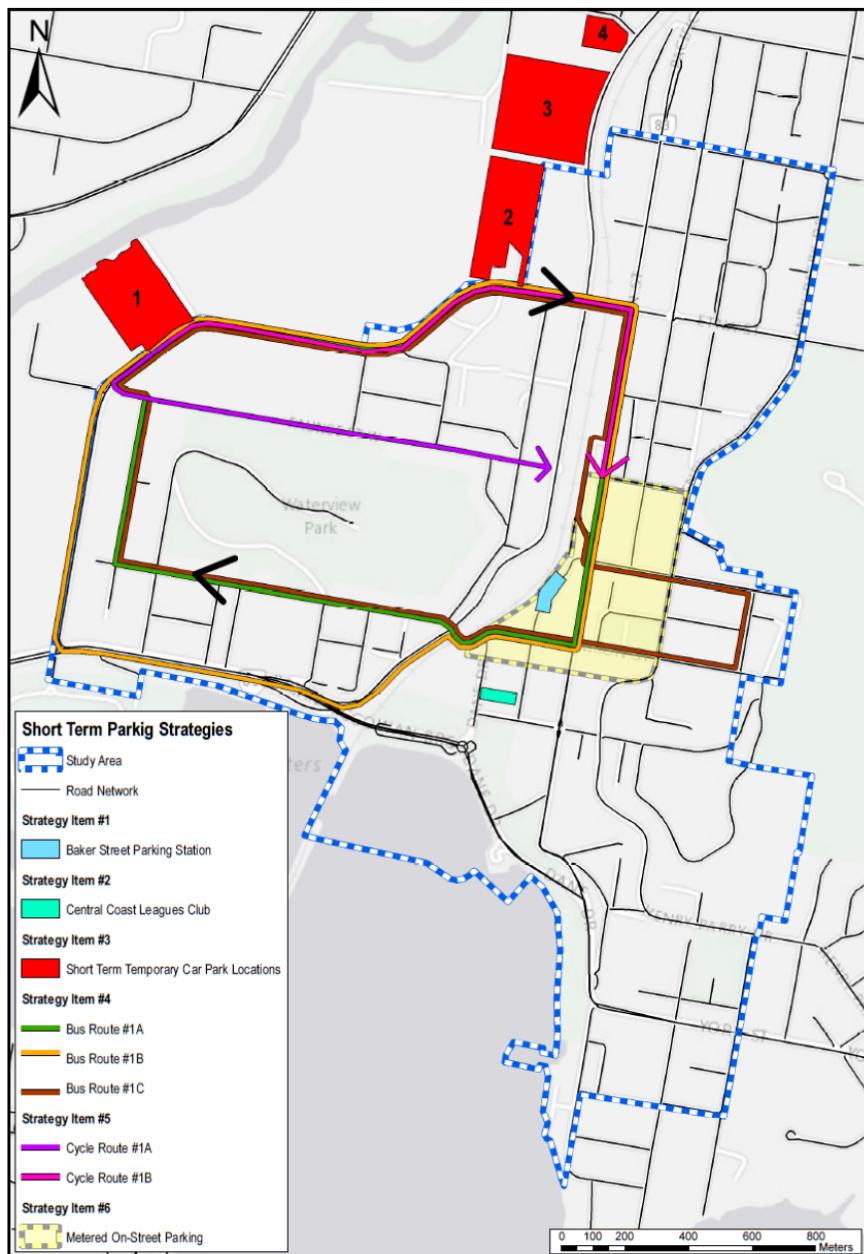 N
4
3
83
2
1
Waterview
Park
YORK ST
Short Term Parkig Strategies
Study Area
Road Network
Strategy Item #1
Baker Street Parking Station
Strategy Item #2
Central Coast Leagues Club
Strategy Item #3
Short Term Temporary Car Park Locations
Strategy Item #4
Bus Route #1A
Bus Route #1B
Bus Route #1C
Strategy Item #5
Cycle Route #1A
Cycle Route #1B
Strategy Item #6
Metered On-Street Parking
0 100 200 400 600 800
Meters